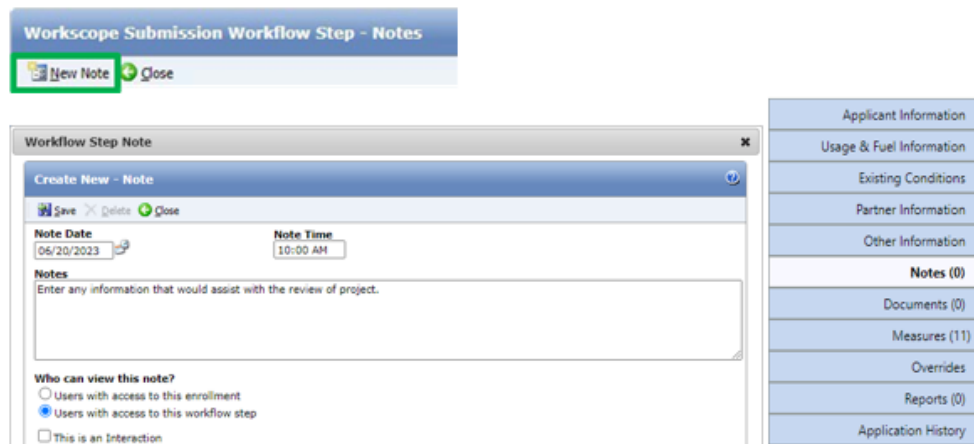 Workscope Submission Workflow Step - Notes
New Note Close
Workflow Step Note
Create New - Note
Save Delete Close
Note Date Note Time
06/20/2023 10:00 AM
Notes
Enter any information that would assist with the review of project.
Who can view this note?
Users with access to this enrollment
Users with access to this workflow step
This is an Interaction
Applicant Information
Usage & Fuel Information
Existing Conditions
Partner Information
Other Information
Notes (0)
Documents (0)
Measures (11)
Overrides
Reports (0)
Application History